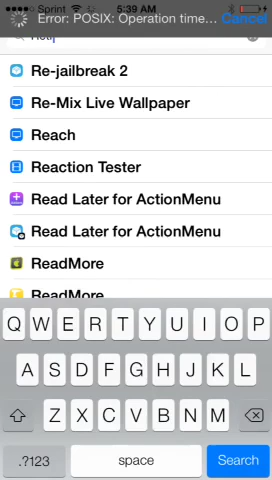 Sprint 5:39 AM
Error: POSIX: Operation time... Cancel
Re-jailbreak 2
Re-Mix Live Wallpaper
Reach
Reaction Tester
Read Later for ActionMenu
Read Later for ActionMenu
ReadMore
ReadMore
Q W E R T Y U I O P
A S D F G H J K L
Z X C V B N M
.?123 space Search